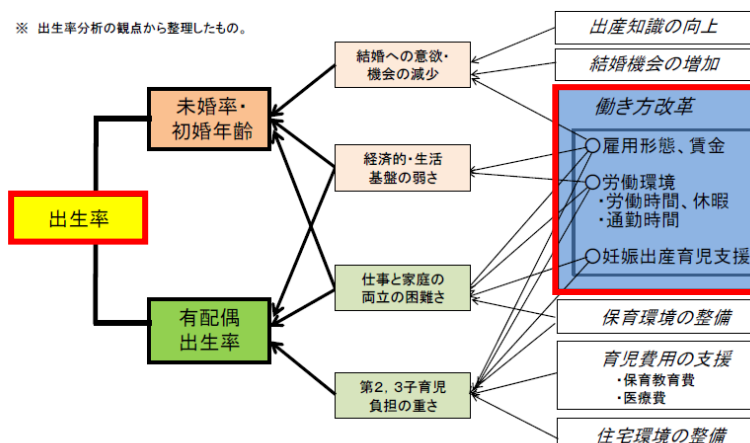 ※ 出生率分析の観点から整理したもの。
出生率
未婚率・
初婚年齢
有配偶
出生率
結婚への意欲・
機会の減少
経済的・生活
基盤の弱さ
仕事と家庭の
両立の困難さ
第2，3子育児
負担の重さ
出産知識の向上
結婚機会の増加
働き方改革
雇用形態、賃金
労働環境
・労働時間、休暇
・通勤時間
妊娠出産育児支援
保育環境の整備
育児費用の支援
・保育教育費
・医療費
住宅環境の整備